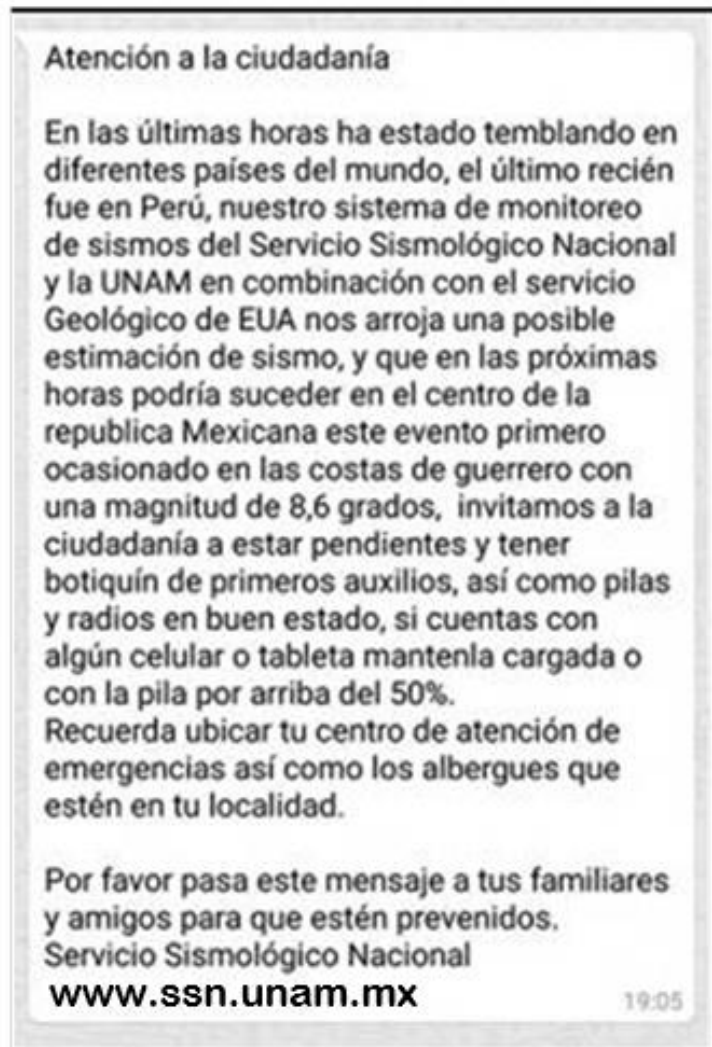 Atención a la ciudadanía
En las últimas horas ha estado temblando en
diferentes países del mundo, el último recién
fue en Perú, nuestro sistema de monitoreo
de sismos del Servicio Sismológico Nacional
y la UNAM en combinación con el servicio
Geológico de EUA nos arroja una posible
estimación de sismo, y que en las próximas
horas podría suceder en el centro de la
republica Mexicana este evento primero
ocasionado en las costas de guerrero con
una magnitud de 8,6 grados,  invitamos a la
ciudadanía a estar pendientes y tener
botiquín de primeros auxilios, así como pilas
y radios en buen estado, si cuentas con
algún celular o tableta mantenla cargada o
con la pila por arriba del 50%.
Recuerda ubicar tu centro de atención de
emergencias así como los albergues que
estén en tu localidad.
Por favor pasa este mensaje a tus familiares
y amigos para que estén prevenidos.
Servicio Sismológico Nacional
www.ssn.unam.mx
19:05